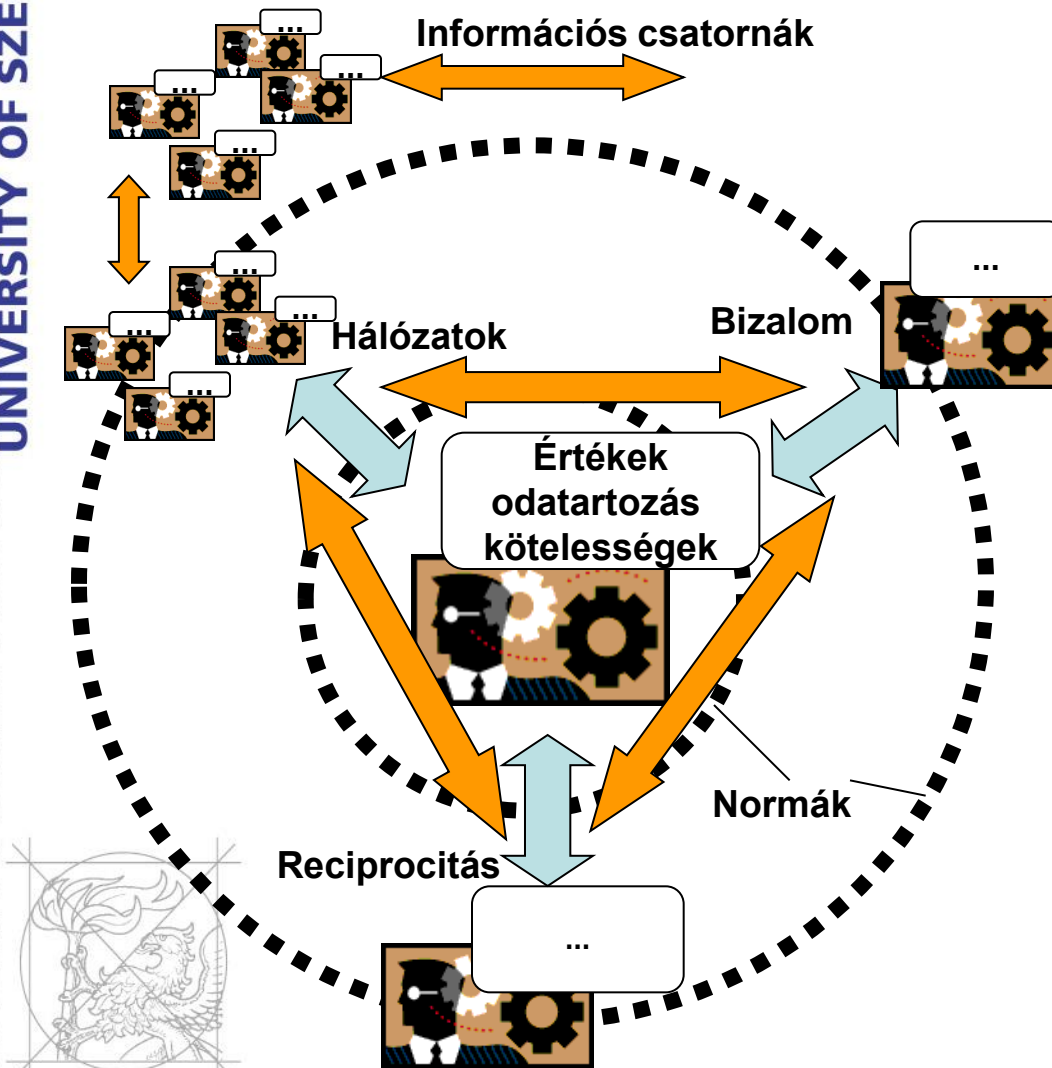 UNIVERSITY OF SZE
...
Információs csatornák
...
...
...
...
...
...
...
...
Hálózatok
Bizalom
Értékek
odatartozás
kötelességek
Normák
Reciprocitás
...